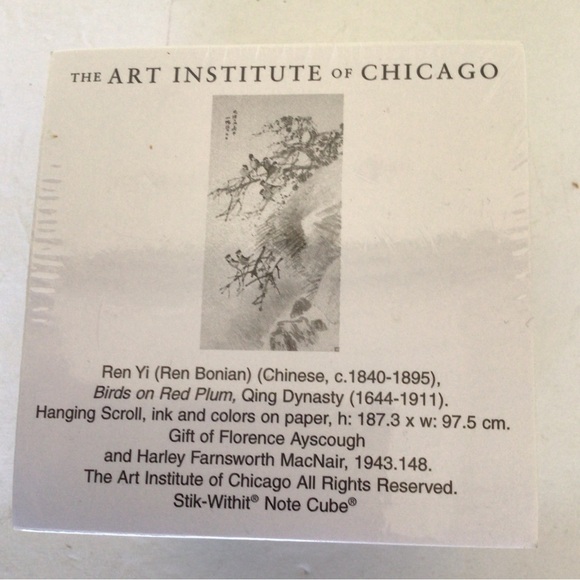 THE ART INSTITUTE OF CHICAGO
Ren Yi (Ren Bonian) (Chinese, c.1840-1895),
Birds on Red Plum, Qing Dynasty (1644-1911).
Hanging Scroll, ink and colors on paper, h: 187.3 x w: 97.5 cm.
Gift of Florence Ayscough
and Harley Farnsworth MacNair, 1943.148.
The Art Institute of Chicago All Rights Reserved.
Stik-Withit® Note Cube®